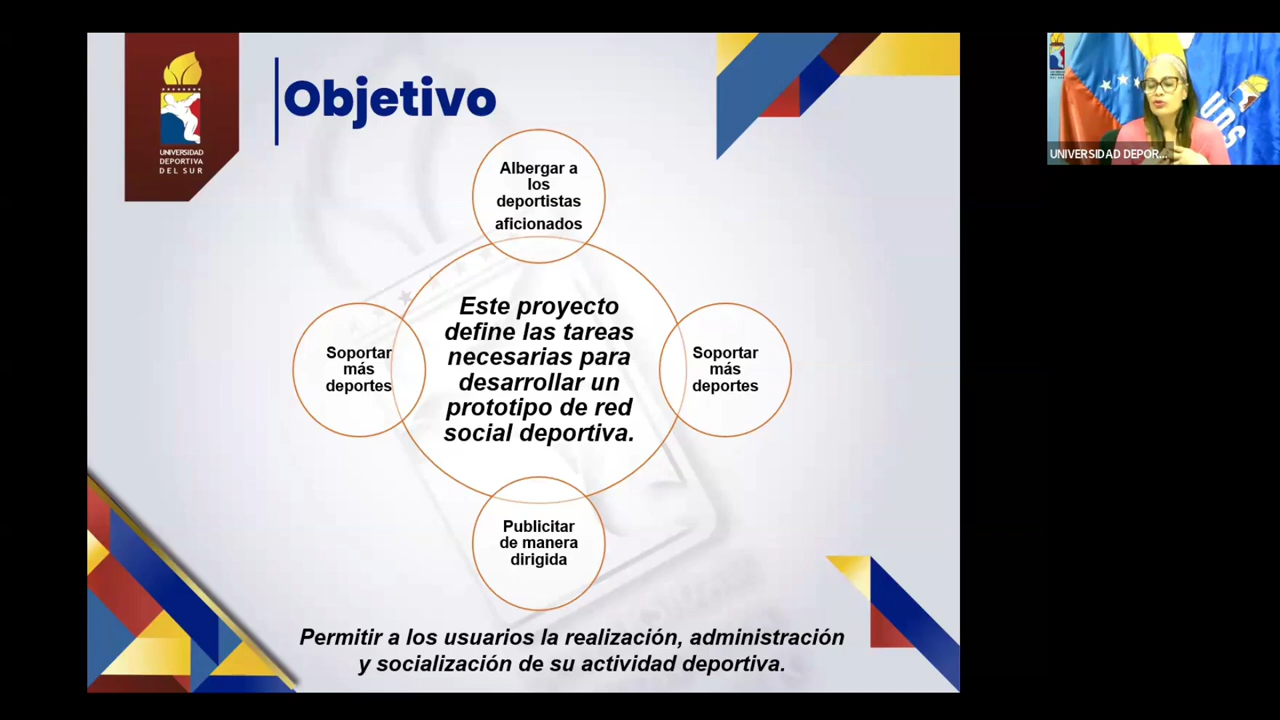 UNIVERSIDAD
DEPORTIVA
DEL SUR
Objetivo
Albergar a
los
deportistas
aficionados
Soportar
más
deportes
Este proyecto
define las tareas
necesarias para
desarrollar un
prototipo de red
social deportiva.
Soportar
más
deportes
Publicitar
de manera
dirigida
Permitir a los usuarios la realización, administración
y socialización de su actividad deportiva.
UNIVERSIDAD DEPOR...
UDS